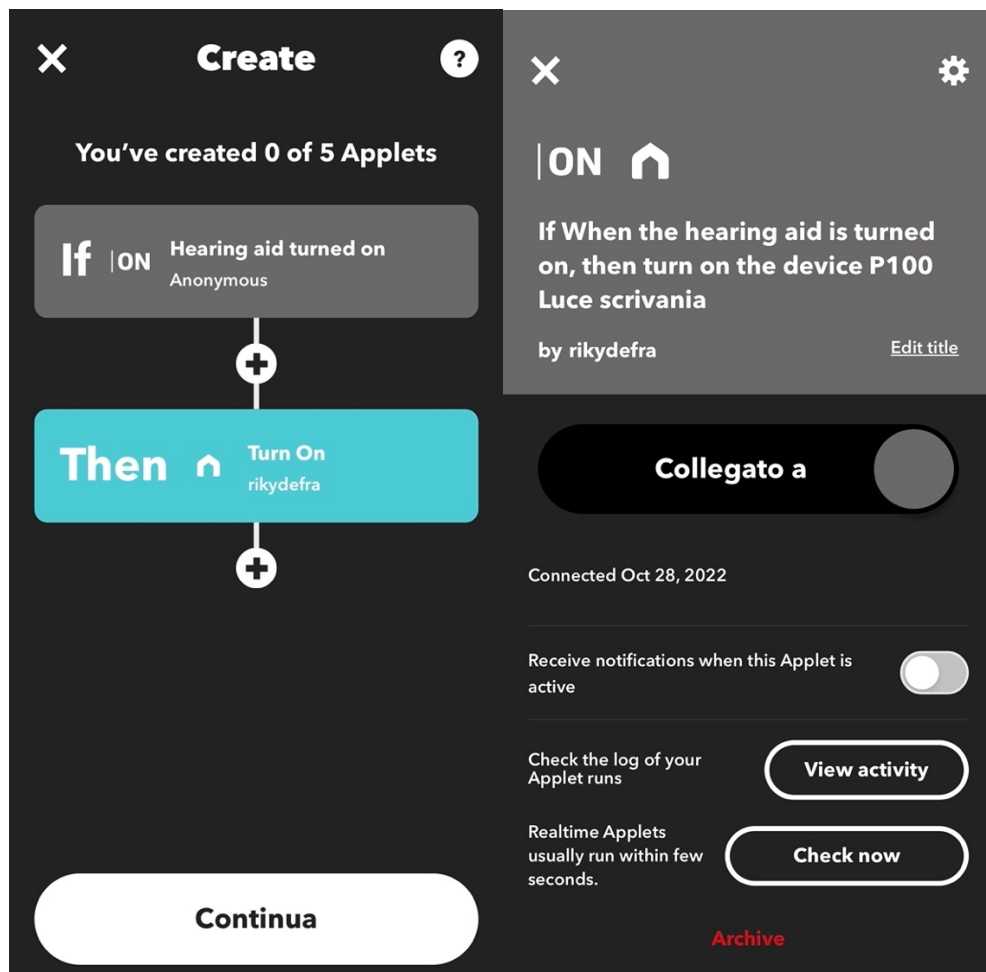 Create
?
You've created 0 of 5 Applets
If |ON Hearing aid turned on
Anonymous
Then Turn On
rikydefra
Continua
|ON
If When the hearing aid is turned
on, then turn on the device P100
Luce scrivania
by rikydefra Edit title
Collegato a
Connected Oct 28, 2022
Receive notifications when this Applet is
active
Check the log of your
Applet runs
View activity
Realtime Applets
usually run within few
seconds.
Check now
Archive